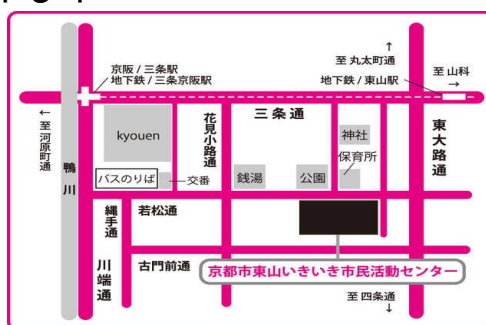 ↑
至 丸太町通
京阪 / 三条駅
地下鉄 / 三条京阪駅
地下鉄 / 東山駅
至 山科
→
←
至河原町通
鴨川
kyouen
花見小路通
三条通
神社
保育所
東大路通
バスのりば
交番
銭湯
公園
縄手通
若松通
川端通
古門前通
京都市東山いきいき市民活動センター
至 四条通
↓